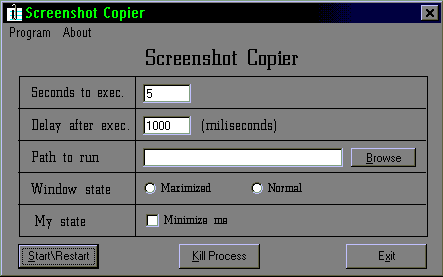 Screenshot Copier
Program About
Screenshot Copier
Seconds to exec. 5
Delay after exec. 1000 (miliseconds)
Path to run Browse
Window state Maximized Normal
My state Minimize me
Start\Restart Kill Process Exit